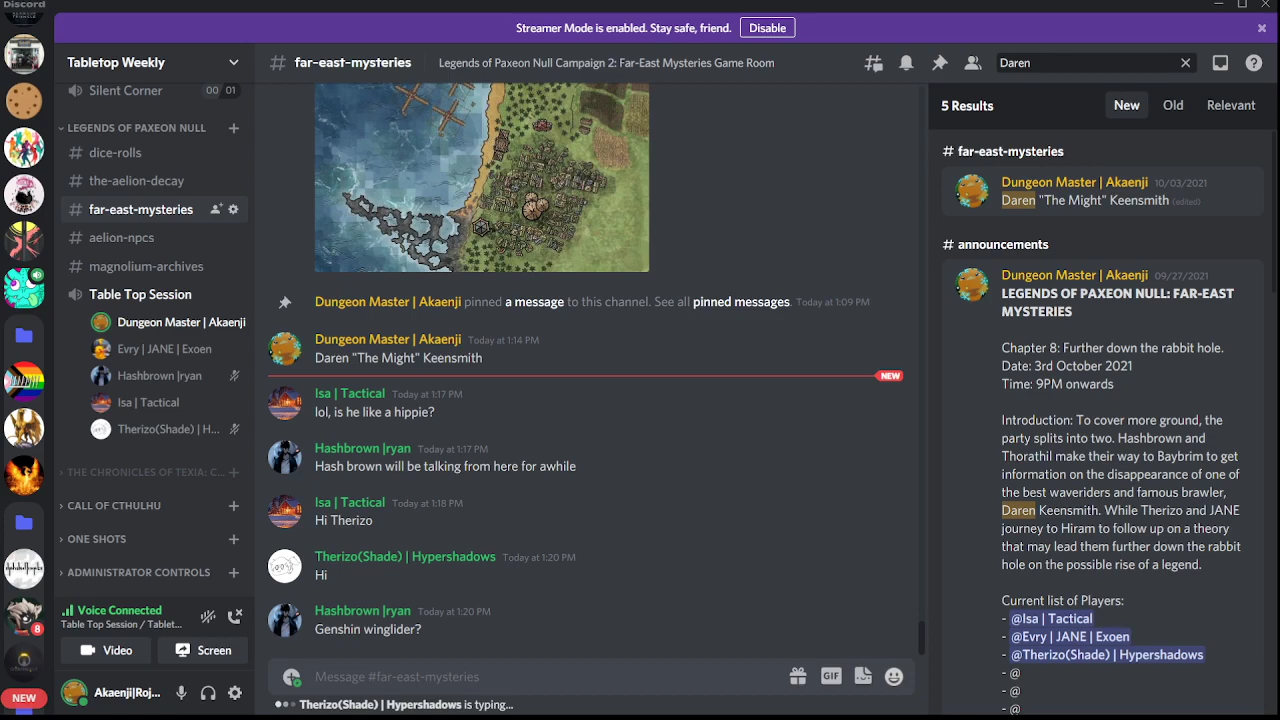 Discord
Streamer Mode is enabled. Stay safe, friend. Disable
Tabletop Weekly
Silent Corner 00 01
LEGENDS OF PAXEON NULL
dice-rolls
the-aelion-decay
far-east-mysteries
aelion-npcs
magnolium-archives
Table Top Session
Dungeon Master | Akaenji
Evry | JANE | Exoen
Hashbrown |ryan
Isa | Tactical
Therizo(Shade) | H...
THE CHRONICLES OF TEXIA: C...
CALL OF CTHULHU
ONE SHOTS
ADMINISTRATOR CONTROLS
Voice Connected
Table Top Session / Tablet...
Video Screen
Akaenji|Roj...
8
NEW
far-east-mysteries Legends of Paxeon Null Campaign 2: Far-East Mysteries Game Room
Dungeon Master | Akaenji pinned a message to this channel. See all pinned messages. Today at 1:09 PM
Dungeon Master | Akaenji Today at 1:14 PM
Daren "The Might" Keensmith
NEW
Isa | Tactical Today at 1:17 PM
lol, is he like a hippie?
Hashbrown |ryan Today at 1:17 PM
Hash brown will be talking from here for awhile
Isa | Tactical Today at 1:18 PM
Hi Therizo
Therizo(Shade) | Hypershadows Today at 1:20 PM
Hi
Hashbrown |ryan Today at 1:20 PM
Genshin winglider?
Message #far-east-mysteries
GIF
Therizo(Shade) | Hypershadows is typing...
Daren
5 Results New Old Relevant
# far-east-mysteries
Dungeon Master | Akaenji 10/03/2021
Daren "The Might" Keensmith (edited)
# announcements
Dungeon Master | Akaenji 09/27/2021
LEGENDS OF PAXEON NULL: FAR-EAST
MYSTERIES
Chapter 8: Further down the rabbit hole.
Date: 3rd October 2021
Time: 9PM onwards
Introduction: To cover more ground, the
party splits into two. Hashbrown and
Thorathil make their way to Baybrim to get
information on the disappearance of one of
the best waveriders and famous brawler,
Daren Keensmith. While Therizo and JANE
journey to Hiram to follow up on a theory
that may lead them further down the rabbit
hole on the possible rise of a legend.
Current list of Players:
- @Isa | Tactical
- @Evry | JANE | Exoen
- @Therizo(Shade) | Hypershadows
- @
- @
- @